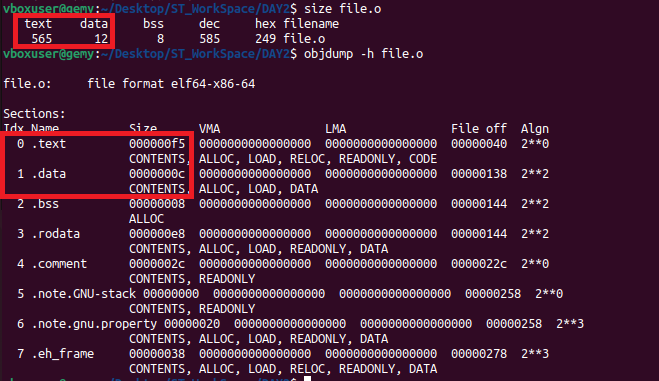 vboxuser@gemy:~/Desktop/ST_WorkSpace/DAY2$ size file.o
   text    data     bss     dec     hex filename
    565      12       8     585     249 file.o
vboxuser@gemy:~/Desktop/ST_WorkSpace/DAY2$ objdump -h file.o
file.o:     file format elf64-x86-64
Sections:
Idx Name          Size      VMA               LMA               File off  Algn
  0 .text         000000f5  0000000000000000  0000000000000000  00000040  2**0
                  CONTENTS, ALLOC, LOAD, RELOC, READONLY, CODE
  1 .data         0000000c  0000000000000000  0000000000000000  00000138  2**2
                  CONTENTS, ALLOC, LOAD, DATA
  2 .bss          00000008  0000000000000000  0000000000000000  00000144  2**2
                  ALLOC
  3 .rodata       000000e8  0000000000000000  0000000000000000  00000144  2**2
                  CONTENTS, ALLOC, LOAD, READONLY, DATA
  4 .comment      0000002c  0000000000000000  0000000000000000  0000022c  2**0
                  CONTENTS, READONLY
  5 .note.GNU-stack 00000000  0000000000000000  0000000000000000  00000258  2**0
                  CONTENTS, READONLY
  6 .note.gnu.property 00000020  0000000000000000  0000000000000000  00000258  2**3
                  CONTENTS, ALLOC, LOAD, READONLY, DATA
  7 .eh_frame     00000038  0000000000000000  0000000000000000  00000278  2**3
                  CONTENTS, ALLOC, LOAD, RELOC, READONLY, DATA
vboxuser@gemy:~/Desktop/ST_WorkSpace/DAY2$